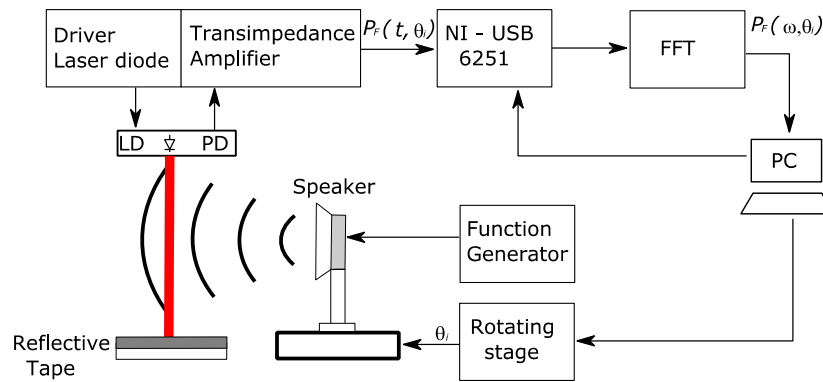 Driver
Laser diode
Transimpedance
Amplifier
P_F(t, θ_i)
NI - USB
6251
FFT
P_F(ω,θ_i)
LD
PD
PC
Speaker
Function
Generator
Reflective
Tape
θ_i
Rotating
stage